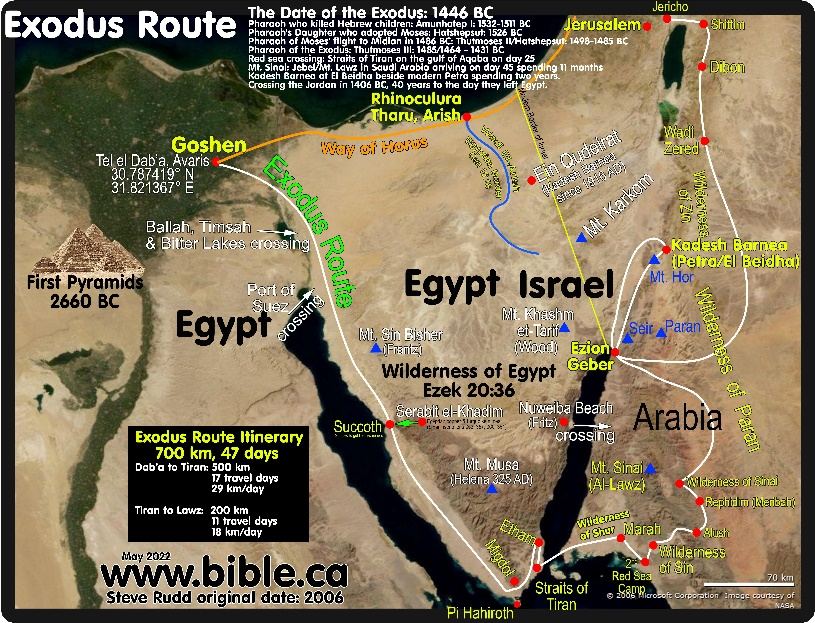 Exodus Route
The Date of the Exodus: 1446 BC
Pharaoh who killed Hebrew children: Amunhotep I: 1532-1511 BC
Pharaoh's Daughter who adopted Moses: Hatshepsut: 1526 BC
Pharaoh of Moses' flight to Midian in 1486 BC: Thutmoses II/Hatshepsut: 1498-1485 BC
Pharaoh of the Exodus: Thutmoses III: 1485/1464 - 1431 BC
Red sea crossing: Straits of Tiran on the gulf of Aqaba on day 25
Mt. Sinai: Jebel/Mt. Lawz in Saudi Arabia arriving on day 45 spending 11 months
Kadesh Barnea at El Beidha beside modern Petra spending two years.
Crossing the Jordan in 1406 BC, 40 years to the day they left Egypt.
Jericho
Jerusalem
Shittim
Dibon
Rhinoculura
Tharu, Arish
Goshen
Tel el Dab'a, Avaris
30.787419° N
31.821367° E
Way of Horus
Exodus Route
Wadi
Zered
Ein Qudeirat
Mt. Karkom
Wilderness
of Zin
Ballah, Timsah
& Bitter Lakes crossing
Kadesh Barnea
(Petra/El Beidha)
Mt. Hor
First Pyramids
2660 BC
Egypt
Israel
Port of
Suez
crossing
Egypt
Mt. Sin Bisher
(Frantz)
Mt. Khashm
et-Tarif
(Wood)
Seir
Paran
Ezion
Geber
Wilderness of Paran
Wilderness of Egypt
Ezek 20:36
Succoth
Serabit el-Khadim
Nuweiba Beach
(Fritz)
crossing
Arabia
Exodus Route Itinerary
700 km, 47 days
Dab'a to Tiran: 500 km
17 travel days
29 km/day
Tiran to Lawz: 200 km
11 travel days
18 km/day
Mt. Musa
(Helena 325 AD)
Mt. Sinai
(Al-Lawz)
Wilderness of Sinai
Rephidim (Meribah)
Alush
Wilderness
of Shur
Marah
Wilderness
of Sin
2nd
Red Sea
Camp
Etham
Migdol
Straits of
Tiran
Pi Hahiroth
May 2022
www.bible.ca
Steve Rudd original date: 2006
70 km
© 2006 Microsoft Corporation Image courtesy of
NASA